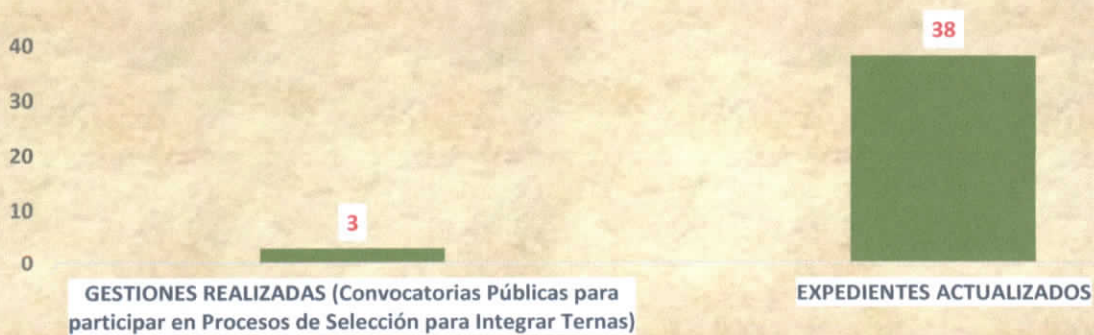 40
38
30
20
10
3
0
GESTIONES REALIZADAS (Convocatorias Públicas para
participar en Procesos de Selección para Integrar Ternas)
EXPEDIENTES ACTUALIZADOS